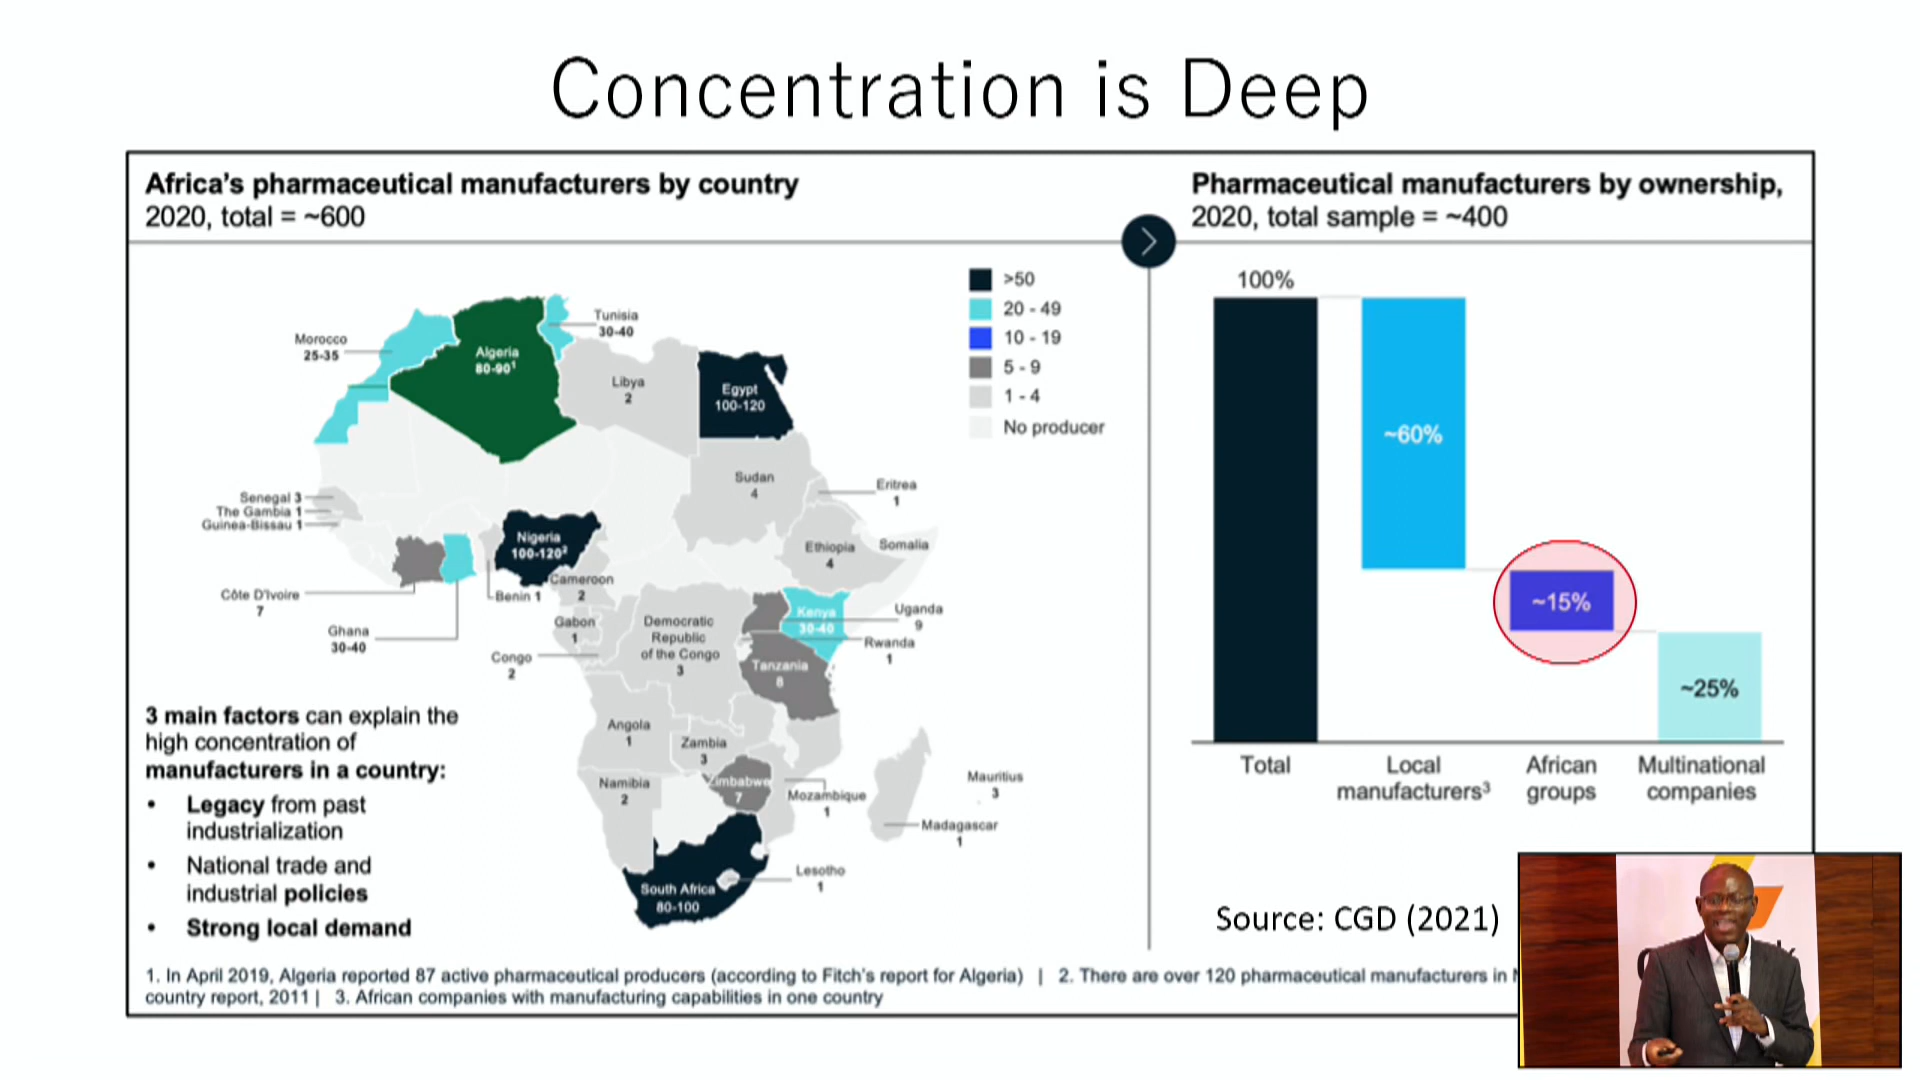 Concentration is Deep
Africa's pharmaceutical manufacturers by country
2020, total = ~600
Pharmaceutical manufacturers by ownership,
2020, total sample = ~400
>50
20 - 49
10 - 19
5 - 9
1 - 4
No producer
Morocco
25-35
Algeria
80-90¹
Tunisia
30-40
Libya
2
Egypt
100-120
Sudan
4
Eritrea
1
Senegal 3
The Gambia 1
Guinea-Bissau 1
Nigeria
100-120²
Ethiopia
4
Somalia
Côte D'Ivoire
7
Ghana
30-40
Benin 1
Cameroon
2
Gabon
1
Congo
2
Democratic
Republic
of the Congo
3
Kenya
30-40
Uganda
9
Rwanda
1
Tanzania
8
Angola
1
Zambia
3
Namibia
2
Zimbabwe
7
Mozambique
1
Mauritius
3
Madagascar
1
Lesotho
1
South Africa
80-100
3 main factors can explain the
high concentration of
manufacturers in a country:
• Legacy from past
industrialization
• National trade and
industrial policies
• Strong local demand
100%
~60%
~15%
~25%
Total
Local
manufacturers³
African
groups
Multinational
companies
Source: CGD (2021)
1. In April 2019, Algeria reported 87 active pharmaceutical producers (according to Fitch's report for Algeria) | 2. There are over 120 pharmaceutical manufacturers in
country report, 2011 | 3. African companies with manufacturing capabilities in one country